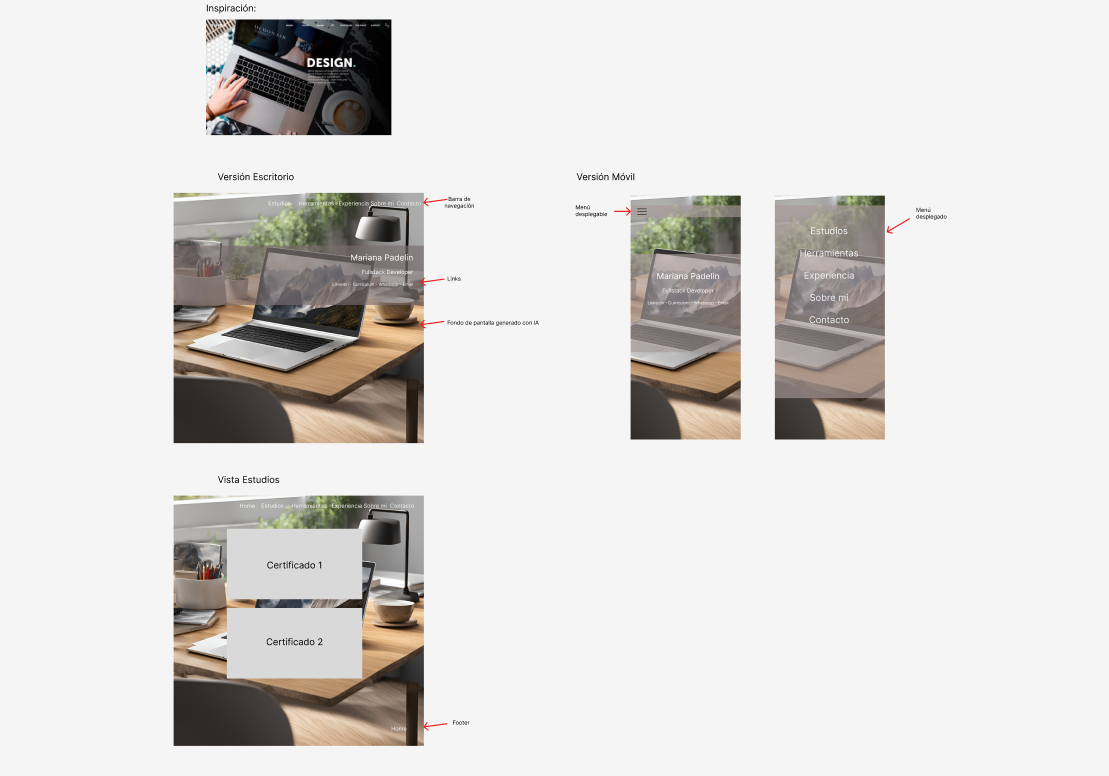 Inspiración:
DESIGN.
Versión Escritorio
Estudios Herramientas Experiencia Sobre mi Contacto
Barra de
navegación
Mariana Padelin
Fullstack Developer
Linkedin - Curriculum - Whatsapp - Email
Links
Fondo de pantalla generado con IA
Versión Móvil
Menú
desplegable
Mariana Padelin
Fullstack Developer
Linkedin - Curriculum - Whatsapp - Email
Menú
desplegado
Estudios
Herramientas
Experiencia
Sobre mi
Contacto
Vista Estudios
Home Estudios Herramientas Experiencia Sobre mi Contacto
Certificado 1
Certificado 2
Home
Footer